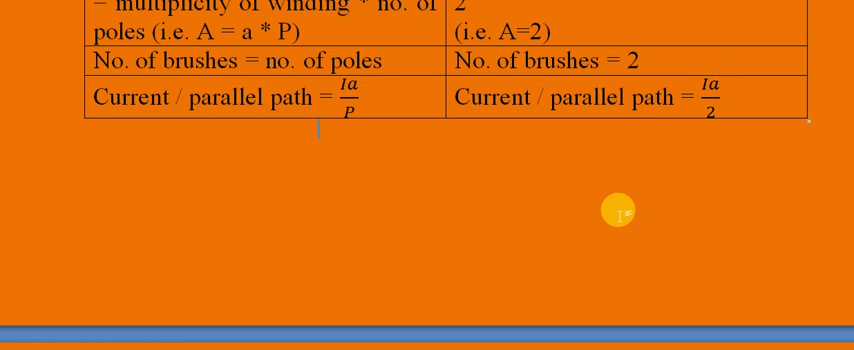 = multiplicity of winding * no. of
poles (i.e. A = a * P)
No. of brushes = no. of poles
Current / parallel path = Ia/P
2
(i.e. A=2)
No. of brushes = 2
Current / parallel path = Ia/2